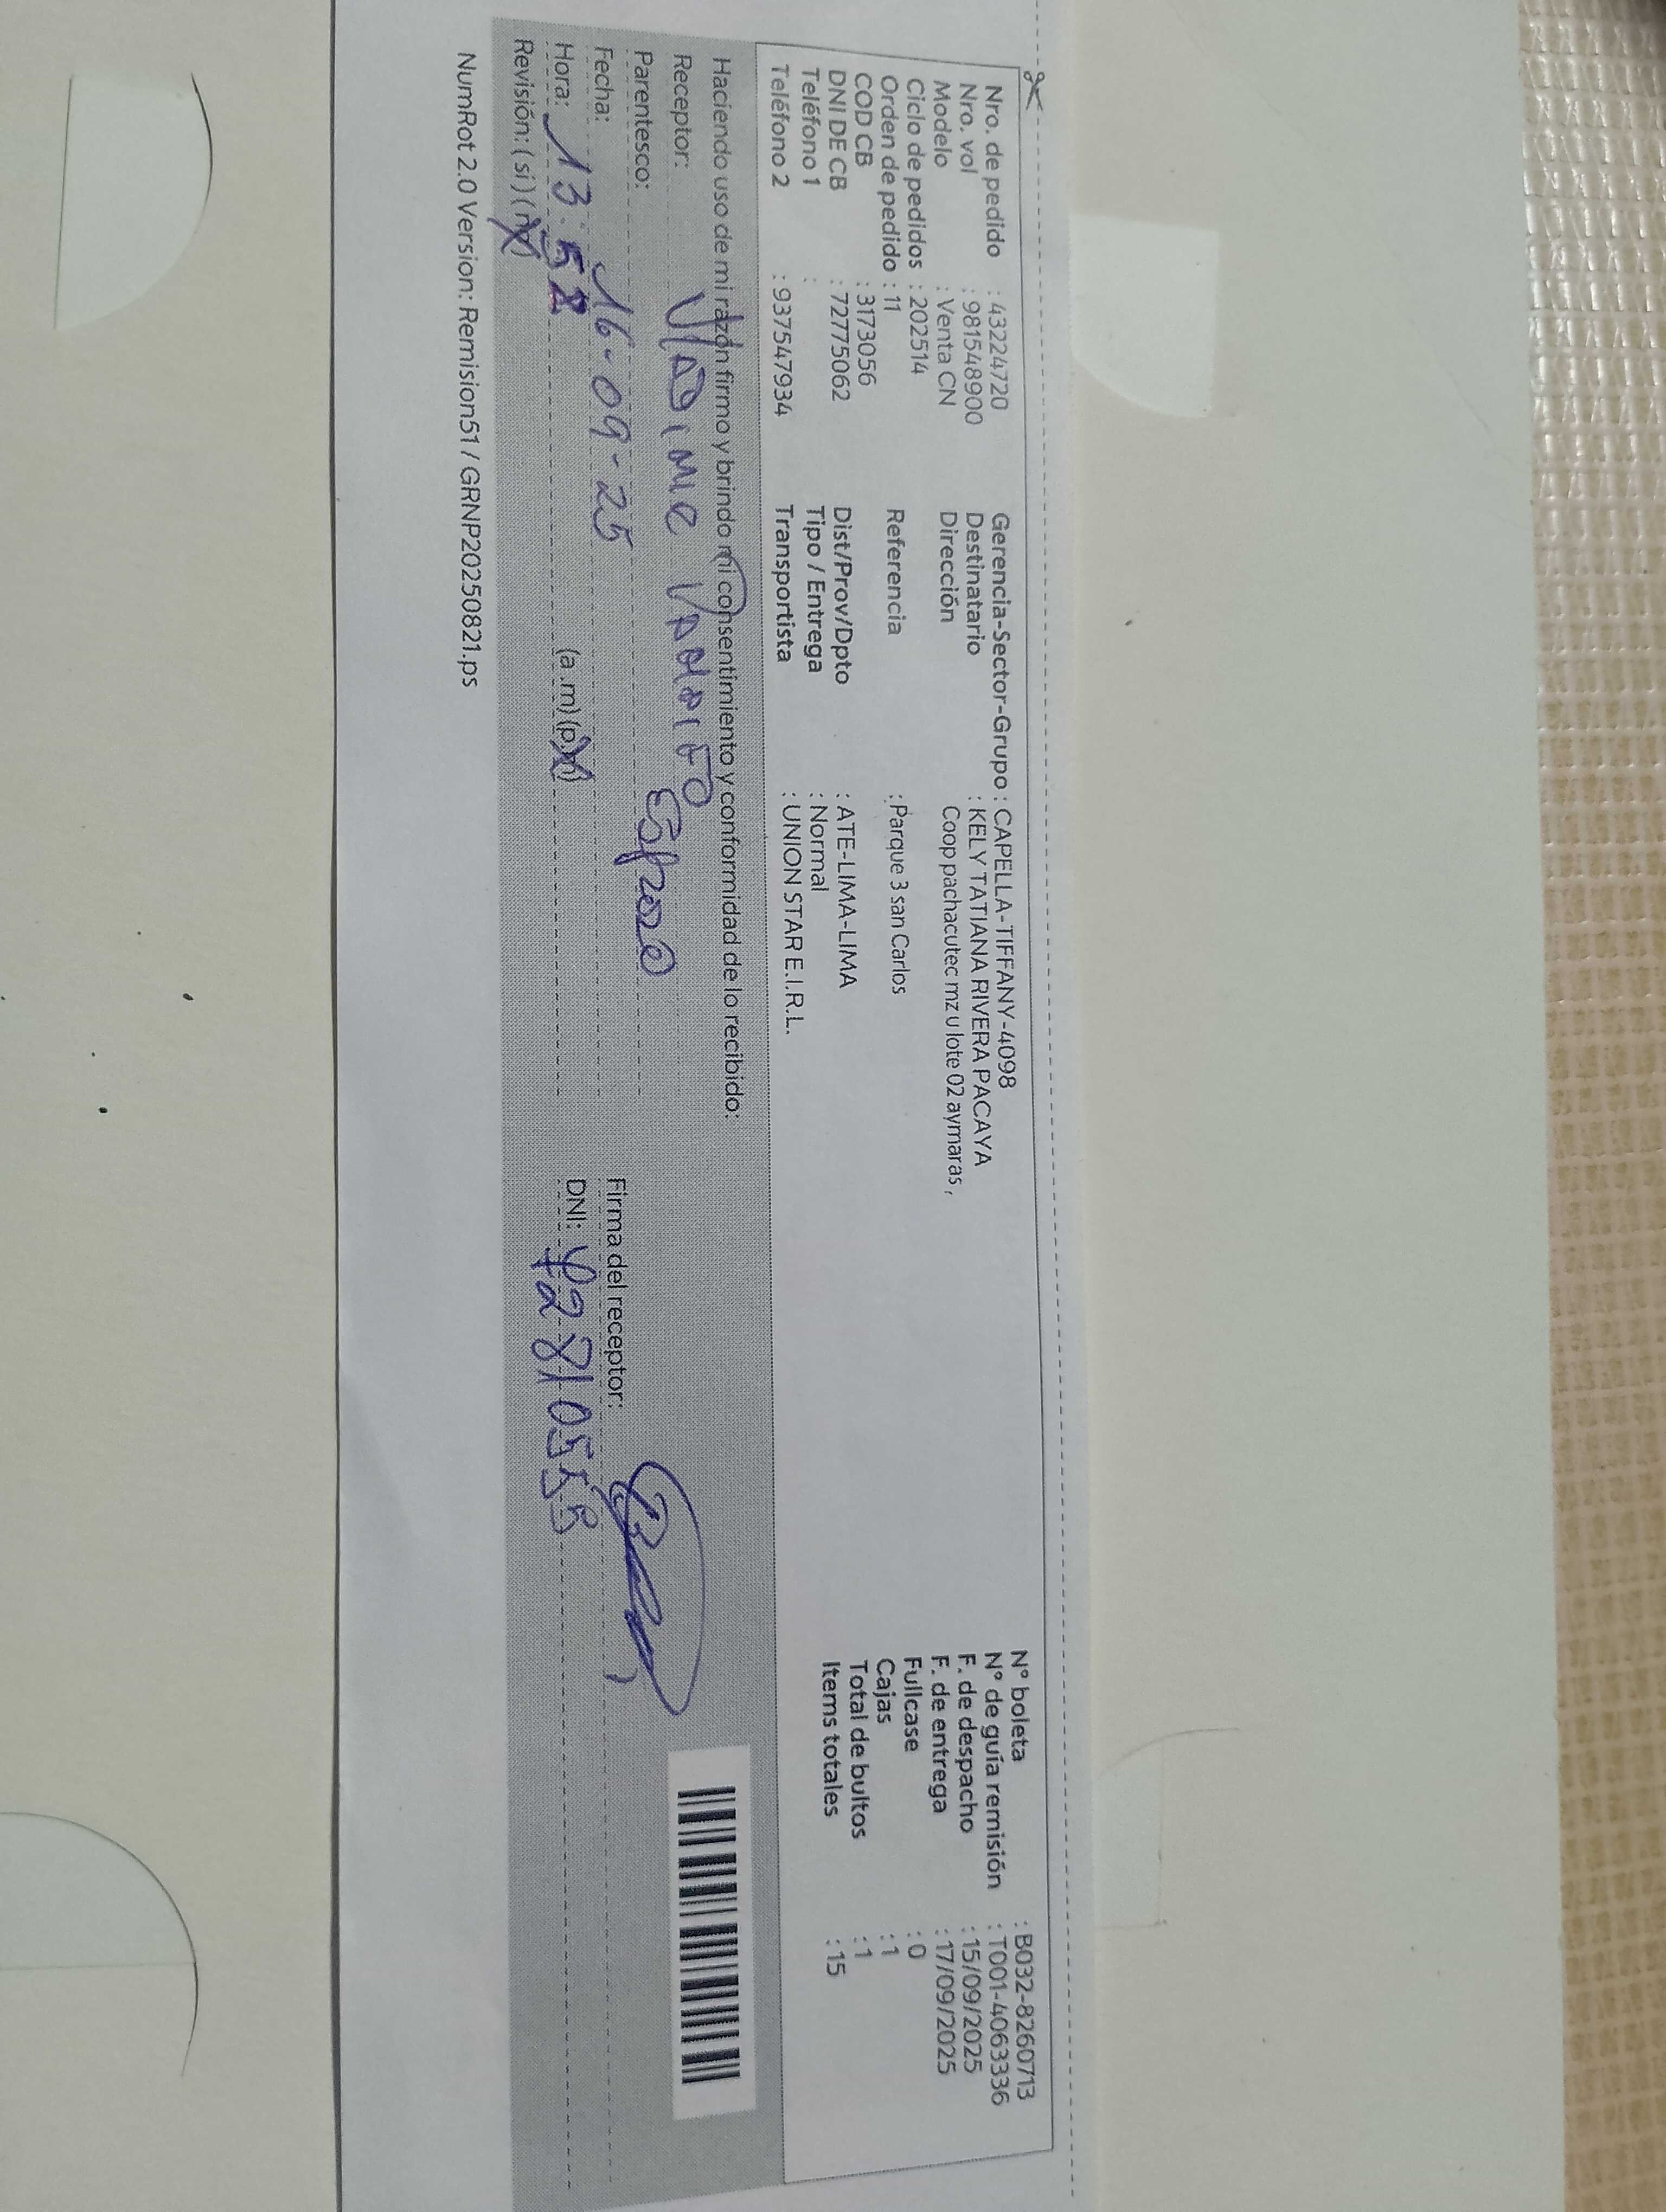 Nro. de pedido : 43224720
Nro. vol : 981548900
Modelo : Venta CN
Ciclo de pedidos : 202514
Orden de pedido : 11
COD CB : 3173056
DNI DE CB : 72775062
Teléfono 1 :
Teléfono 2 : 937547934
Gerencia-Sector-Grupo : CAPELLA-TIFFANY-4098
Destinatario : KELY TATIANA RIVERA PACAYA
Dirección Coop pachacutec mz u lote 02 aymaras ,
Referencia : Parque 3 san Carlos
Dist/Prov/Dpto : ATE-LIMA-LIMA
Tipo / Entrega : Normal
Transportista : UNION STAR E.I.R.L.
N° boleta : B032-8260713
N° de guía remisión : T001-4063336
F. de despacho : 15/09/2025
F. de entrega : 17/09/2025
Fullcase : 0
Cajas : 1
Total de bultos : 1
Items totales : 15
Haciendo uso de mi razón firmo y brindo mi consentimiento y conformidad de lo recibido:
Receptor:
Parentesco: Esposo
Fecha: 16-09-25
Hora: 13:58 (a .m) (p.m)
Revisión: ( si ) ( no )
Firma del receptor:
DNI:
NumRot 2.0 Version: Remision51 / GRNP20250821.ps